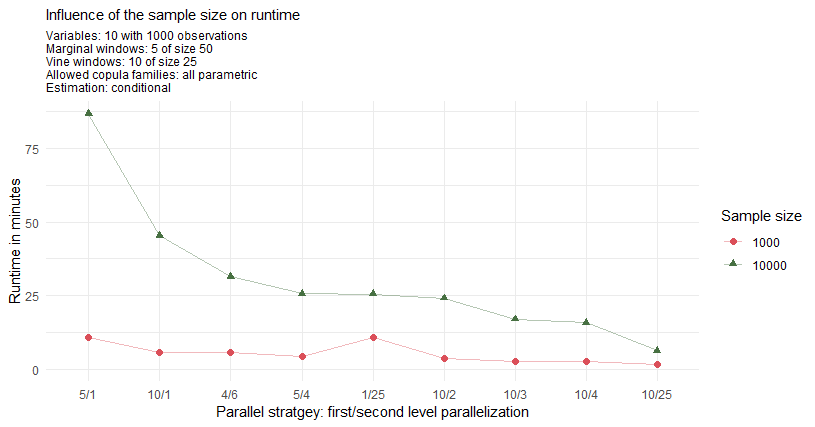 Influence of the sample size on runtime
Variables: 10 with 1000 observations
Marginal windows: 5 of size 50
Vine windows: 10 of size 25
Allowed copula families: all parametric
Estimation: conditional
Runtime in minutes
75
50
25
0
5/1 10/1 4/6 5/4 1/25 10/2 10/3 10/4 10/25
Parallel stratgey: first/second level parallelization
Sample size
1000
10000